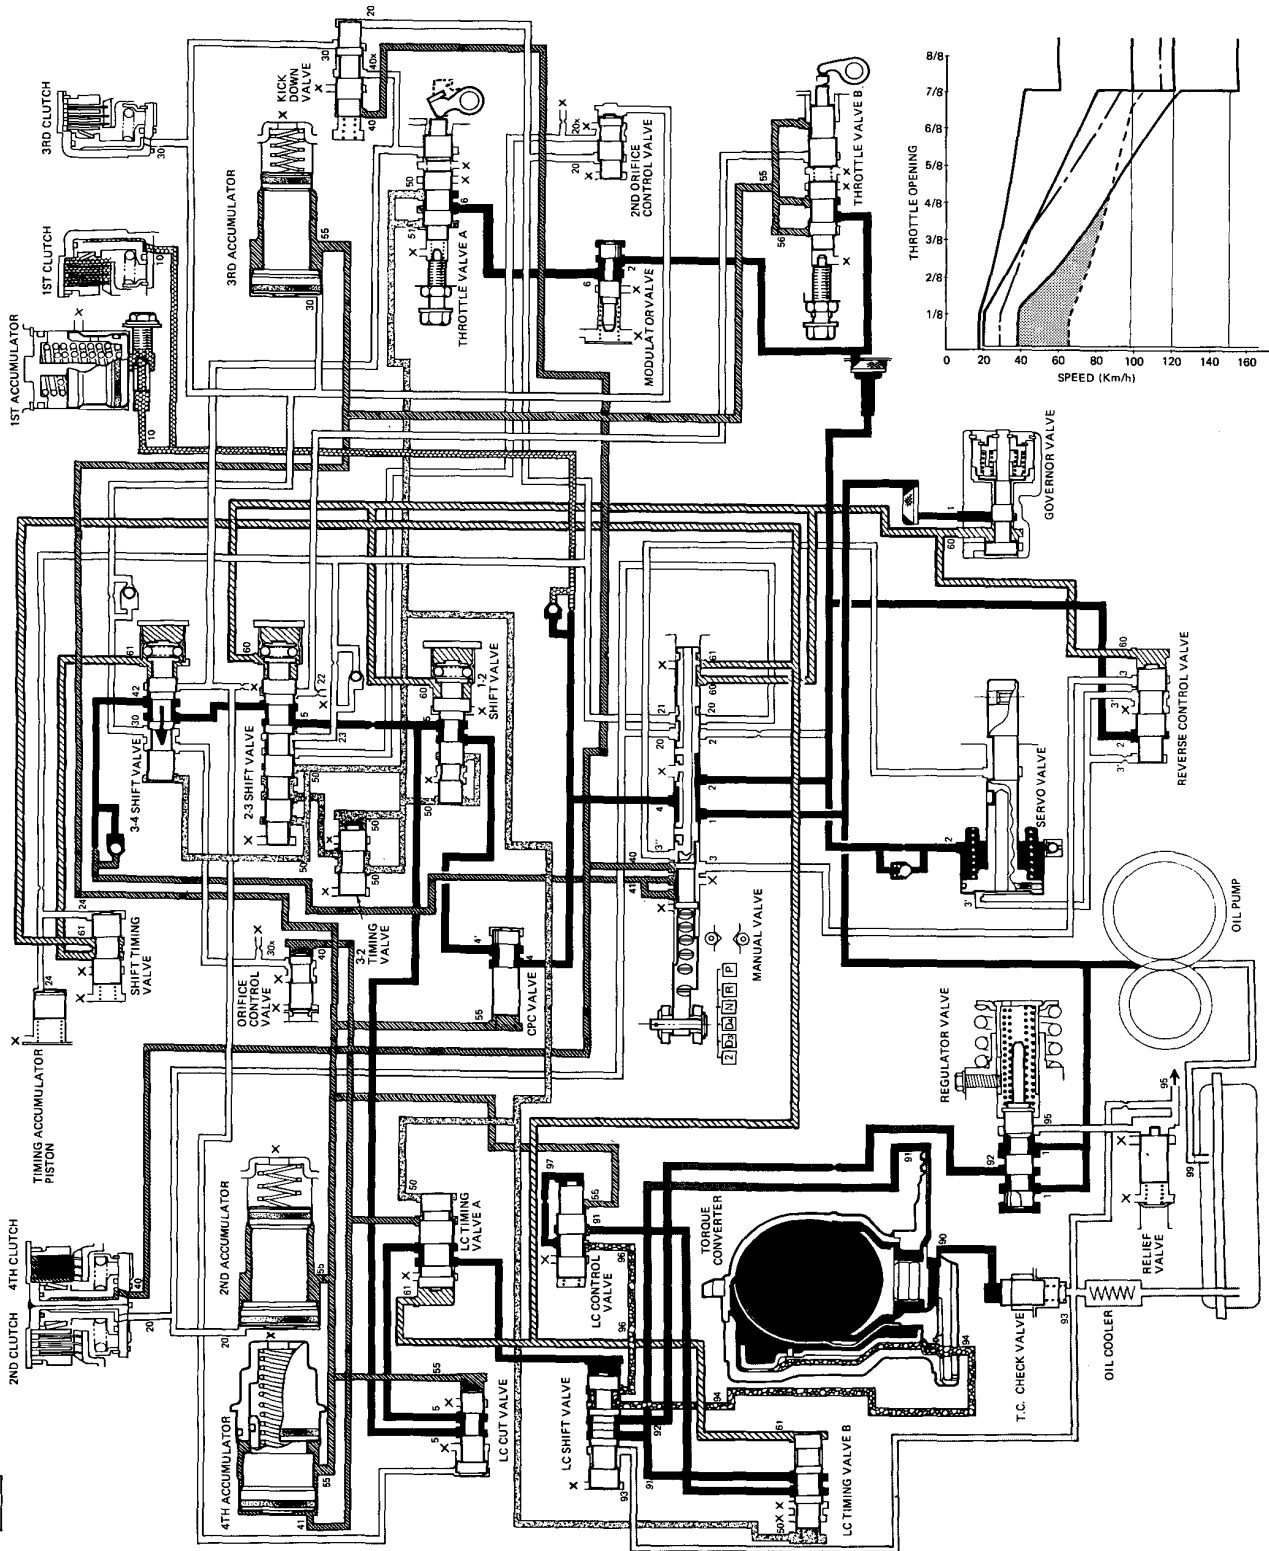 3RD CLUTCH
1ST CLUTCH
1ST ACCUMULATOR
KICK DOWN VALVE
3RD ACCUMULATOR
THROTTLE VALVE A
2ND ORIFICE CONTROL VALVE
MODULATOR VALVE
THROTTLE VALVE B
THROTTLE OPENING
8/8
7/8
6/8
5/8
4/8
3/8
2/8
1/8
20 40 60 80 100 120 140 160
SPEED (Km/h)
GOVERNOR VALVE
3-4 SHIFT VALVE
2-3 SHIFT VALVE
1-2 SHIFT VALVE
SHIFT TIMING VALVE
TIMING ACCUMULATOR PISTON
ORIFICE CONTROL VALVE
3-2 TIMING VALVE
CPC VALVE
MANUAL VALVE
2 D3 D4 N R P
SERVO VALVE
REVERSE CONTROL VALVE
OIL PUMP
REGULATOR VALVE
RELIEF VALVE
2ND CLUTCH
4TH CLUTCH
2ND ACCUMULATOR
4TH ACCUMULATOR
LC TIMING VALVE A
LC CONTROL VALVE
LC CUT VALVE
LC SHIFT VALVE
LC TIMING VALVE B
TORQUE CONVERTER
T.C. CHECK VALVE
OIL COOLER